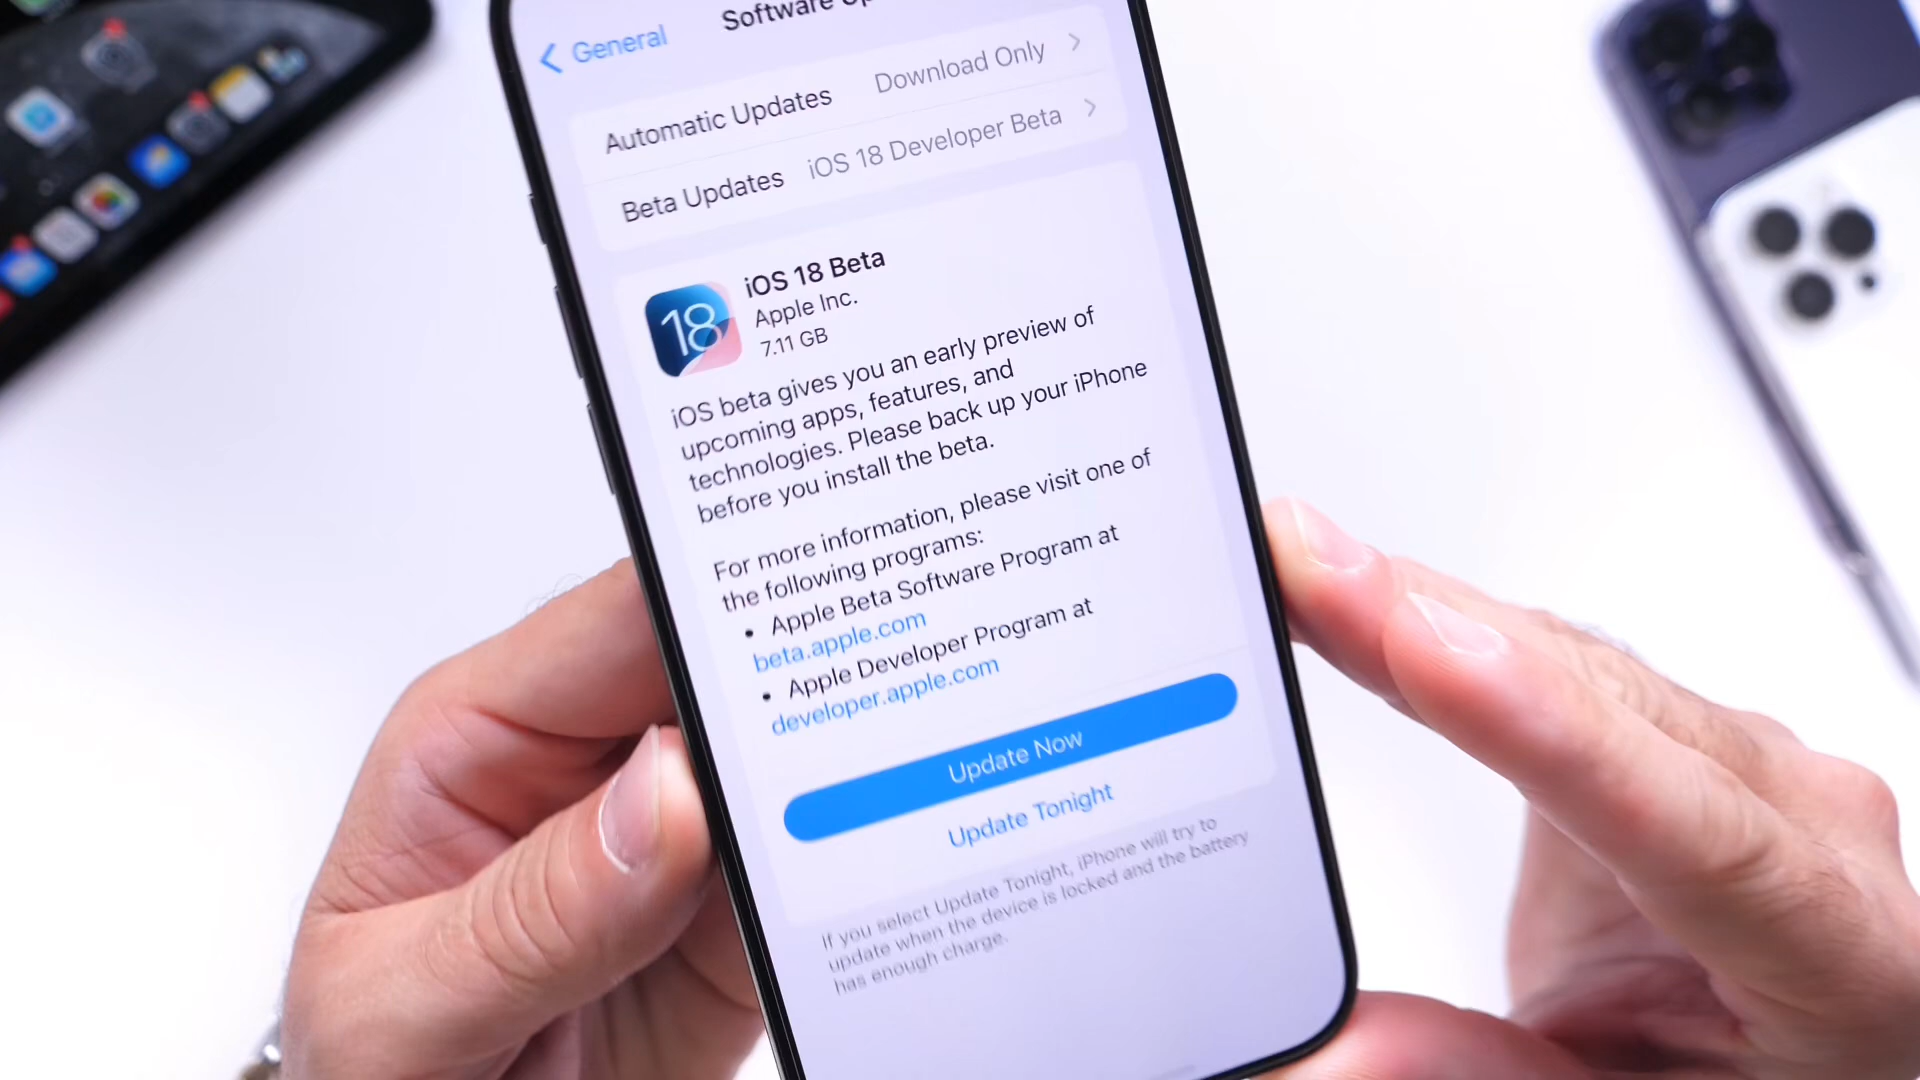 General
Software
Automatic Updates Download Only
Beta Updates iOS 18 Developer Beta
18
iOS 18 Beta
Apple Inc.
7.11 GB
iOS beta gives you an early preview of
upcoming apps, features, and
technologies. Please back up your iPhone
before you install the beta.
For more information, please visit one of
the following programs:
• Apple Beta Software Program at
beta.apple.com
• Apple Developer Program at
developer.apple.com
Update Now
Update Tonight
If you select Update Tonight, iPhone will try to
update when the device is locked and the battery
has enough charge.